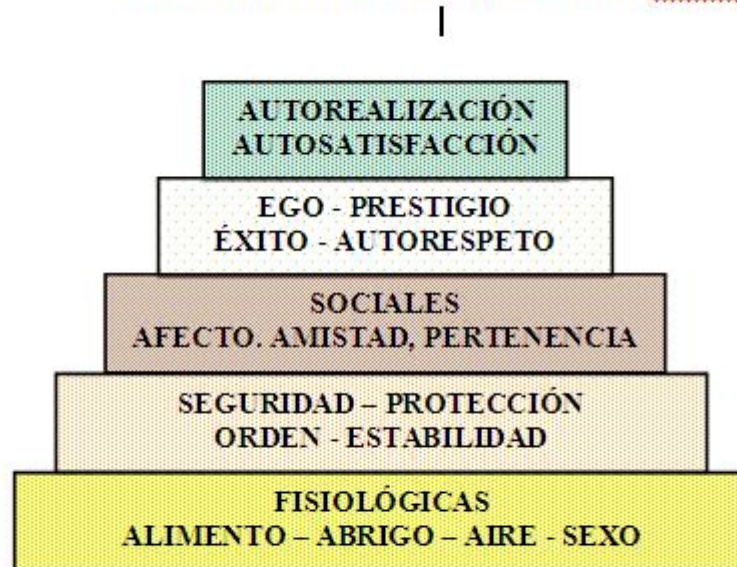 AUTOREALIZACIÓN
AUTOSATISFACCIÓN
EGO - PRESTIGIO
ÉXITO - AUTORESPETO
SOCIALES
AFECTO. AMISTAD, PERTENENCIA
SEGURIDAD – PROTECCIÓN
ORDEN - ESTABILIDAD
FISIOLÓGICAS
ALIMENTO – ABRIGO – AIRE - SEXO